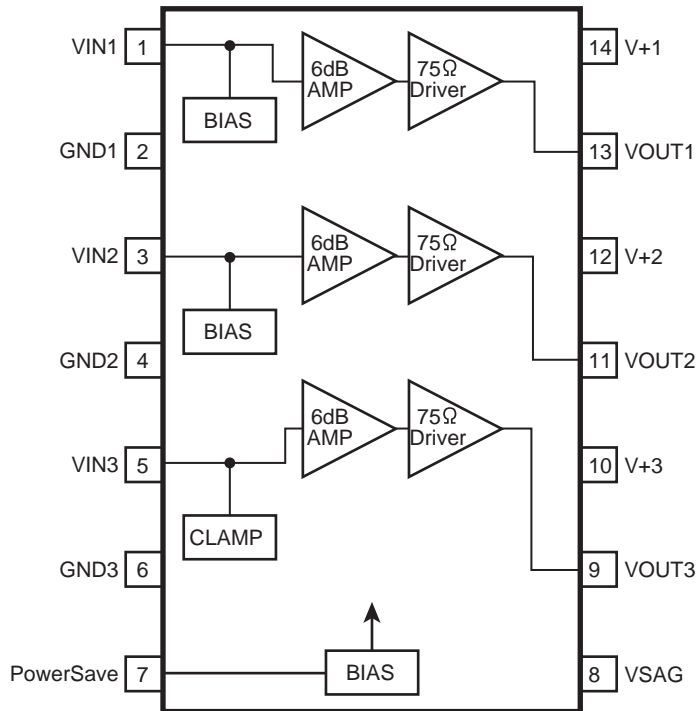 VIN1 1
6dB
AMP
75Ω
Driver
14 V+1
BIAS
GND1 2
13 VOUT1
VIN2 3
6dB
AMP
75Ω
Driver
12 V+2
BIAS
GND2 4
11 VOUT2
6dB
AMP
75Ω
Driver
VIN3 5
10 V+3
CLAMP
GND3 6
9 VOUT3
PowerSave 7
BIAS
8 VSAG